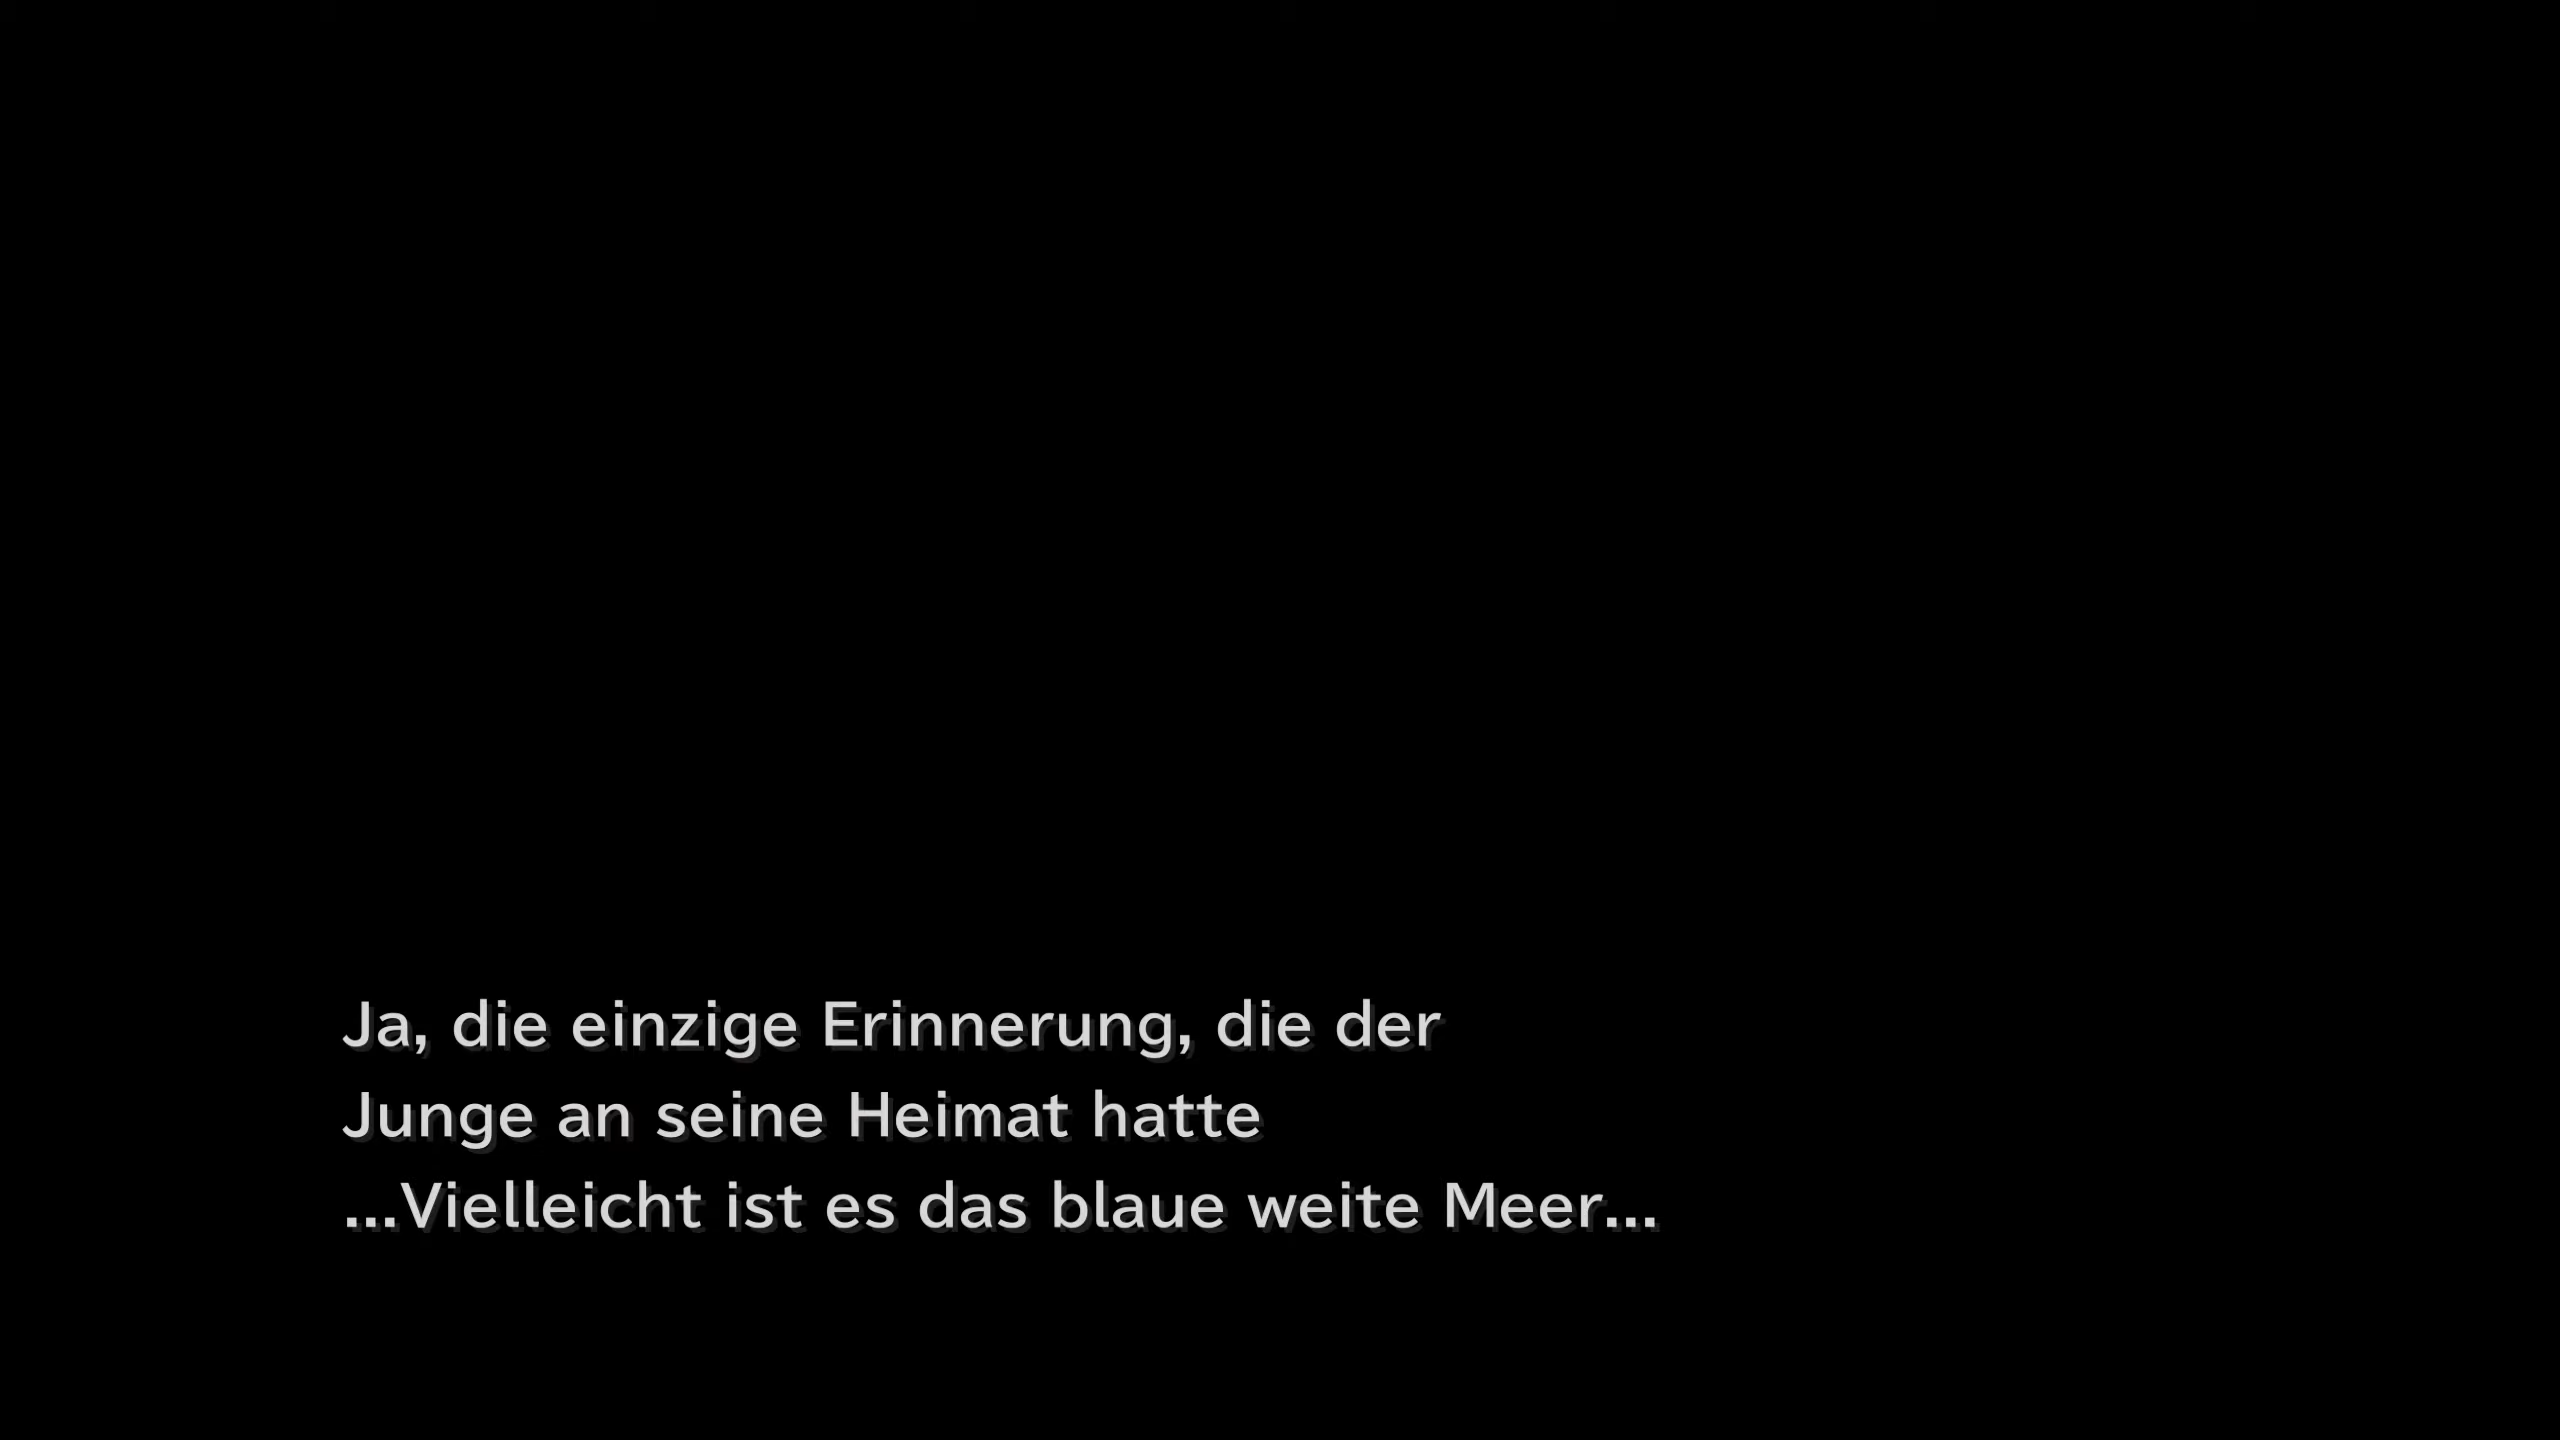 Ja, die einzige Erinnerung, die der
Junge an seine Heimat hatte
...Vielleicht ist es das blaue weite Meer...